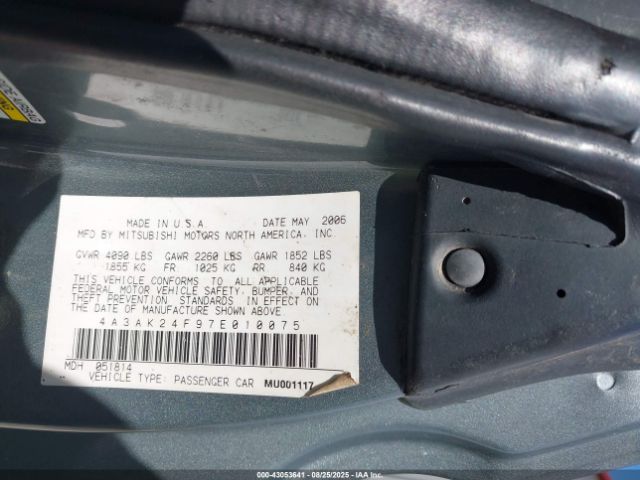 MADE IN U.S.A. DATE MAY 2006
MFD BY MITSUBISHI MOTORS NORTH AMERICA, INC.
GVWR 4090 LBS GAWR 2260 LBS GAWR 1852 LBS
1855 KG FR. 1025 KG RR 840 KG
THIS VEHICLE CONFORMS TO ALL APPLICABLE
FEDERAL MOTOR VEHICLE SAFETY, BUMPER, AND
THEFT PREVENTION STANDARDS IN EFFECT ON
THE DATE OF MANUFACTURE SHOWN ABOVE.
4A3AK24F97E010075
MDH 051814
VEHICLE TYPE: PASSENGER CAR MU001117
000-43053641 - 08/25/2025 - IAA Inc.